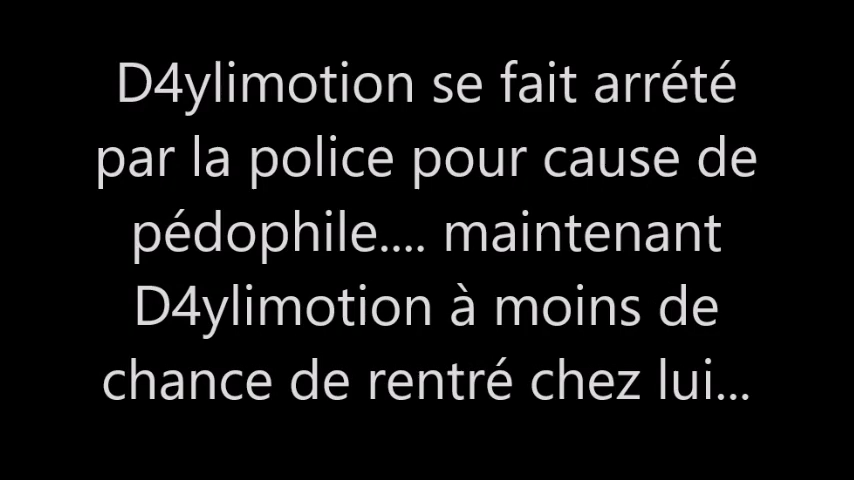 D4ylimotion se fait arrété
par la police pour cause de
pédophile.... maintenant
D4ylimotion à moins de
chance de rentré chez lui...